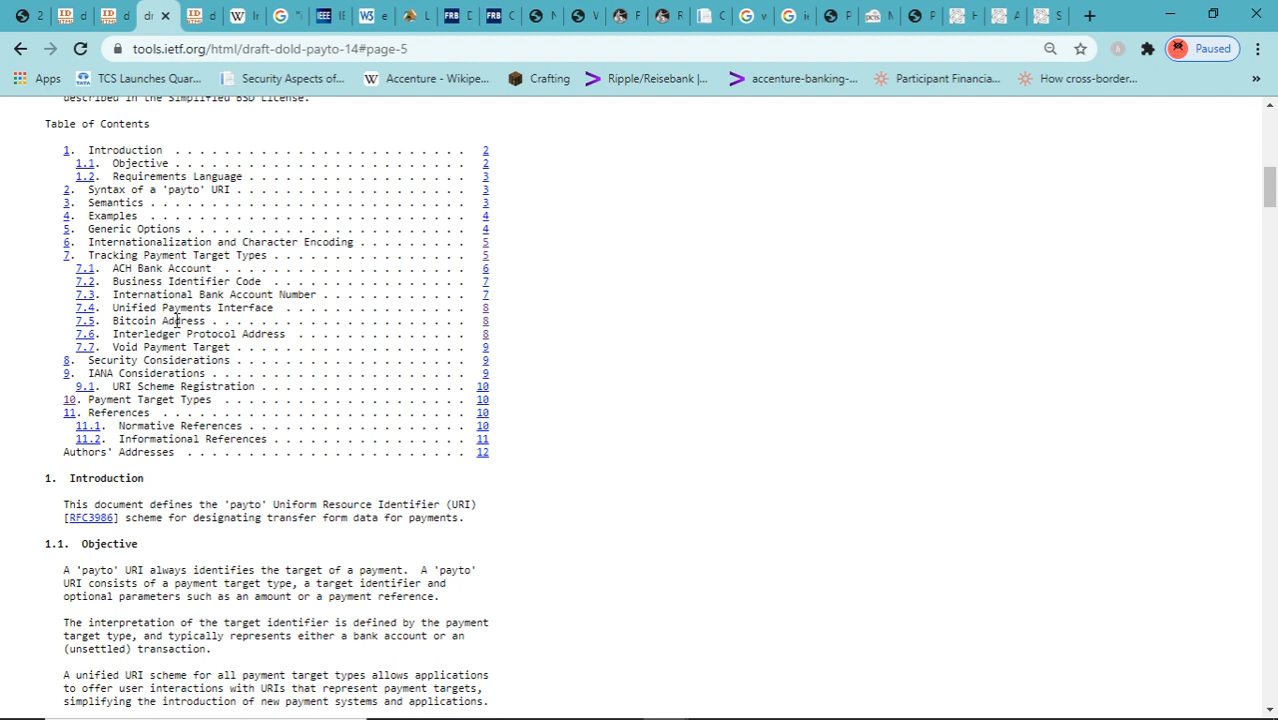 2
d
d
dr
d
Ir
"
IE
e
L
D
C
N
V
F
R
C
v
i
P
N
P
H
A
S
tools.ietf.org/html/draft-dold-payto-14#page-5
Paused
Apps
TCS Launches Quar...
Security Aspects of...
Accenture - Wikipe...
Crafting
Ripple/Reisebank |...
accenture-banking-...
Participant Financia...
How cross-border...
»
described in the Simplified BSD License.
Table of Contents
1. Introduction . . . . . . . . . . . . . . . . . . . . . . . . 2
1.1. Objective . . . . . . . . . . . . . . . . . . . . . . . . 2
1.2. Requirements Language . . . . . . . . . . . . . . . . . . 3
2. Syntax of a 'payto' URI . . . . . . . . . . . . . . . . . . . 3
3. Semantics . . . . . . . . . . . . . . . . . . . . . . . . . . 3
4. Examples . . . . . . . . . . . . . . . . . . . . . . . . . . 4
5. Generic Options . . . . . . . . . . . . . . . . . . . . . . . 4
6. Internationalization and Character Encoding . . . . . . . . . 5
7. Tracking Payment Target Types . . . . . . . . . . . . . . . . 5
7.1. ACH Bank Account . . . . . . . . . . . . . . . . . . . . 6
7.2. Business Identifier Code . . . . . . . . . . . . . . . . 7
7.3. International Bank Account Number . . . . . . . . . . . . 7
7.4. Unified Payments Interface . . . . . . . . . . . . . . . 8
7.5. Bitcoin Address . . . . . . . . . . . . . . . . . . . . . 8
7.6. Interledger Protocol Address . . . . . . . . . . . . . . 8
7.7. Void Payment Target . . . . . . . . . . . . . . . . . . . 9
8. Security Considerations . . . . . . . . . . . . . . . . . . . 9
9. IANA Considerations . . . . . . . . . . . . . . . . . . . . . 9
9.1. URI Scheme Registration . . . . . . . . . . . . . . . . . 10
10. Payment Target Types . . . . . . . . . . . . . . . . . . . . 10
11. References . . . . . . . . . . . . . . . . . . . . . . . . . 10
11.1. Normative References . . . . . . . . . . . . . . . . . . 10
11.2. Informational References . . . . . . . . . . . . . . . . 11
Authors' Addresses . . . . . . . . . . . . . . . . . . . . . . . 12
1. Introduction
This document defines the 'payto' Uniform Resource Identifier (URI)
[RFC3986] scheme for designating transfer form data for payments.
1.1. Objective
A 'payto' URI always identifies the target of a payment. A 'payto'
URI consists of a payment target type, a target identifier and
optional parameters such as an amount or a payment reference.
The interpretation of the target identifier is defined by the payment
target type, and typically represents either a bank account or an
(unsettled) transaction.
A unified URI scheme for all payment target types allows applications
to offer user interactions with URIs that represent payment targets,
simplifying the introduction of new payment systems and applications.